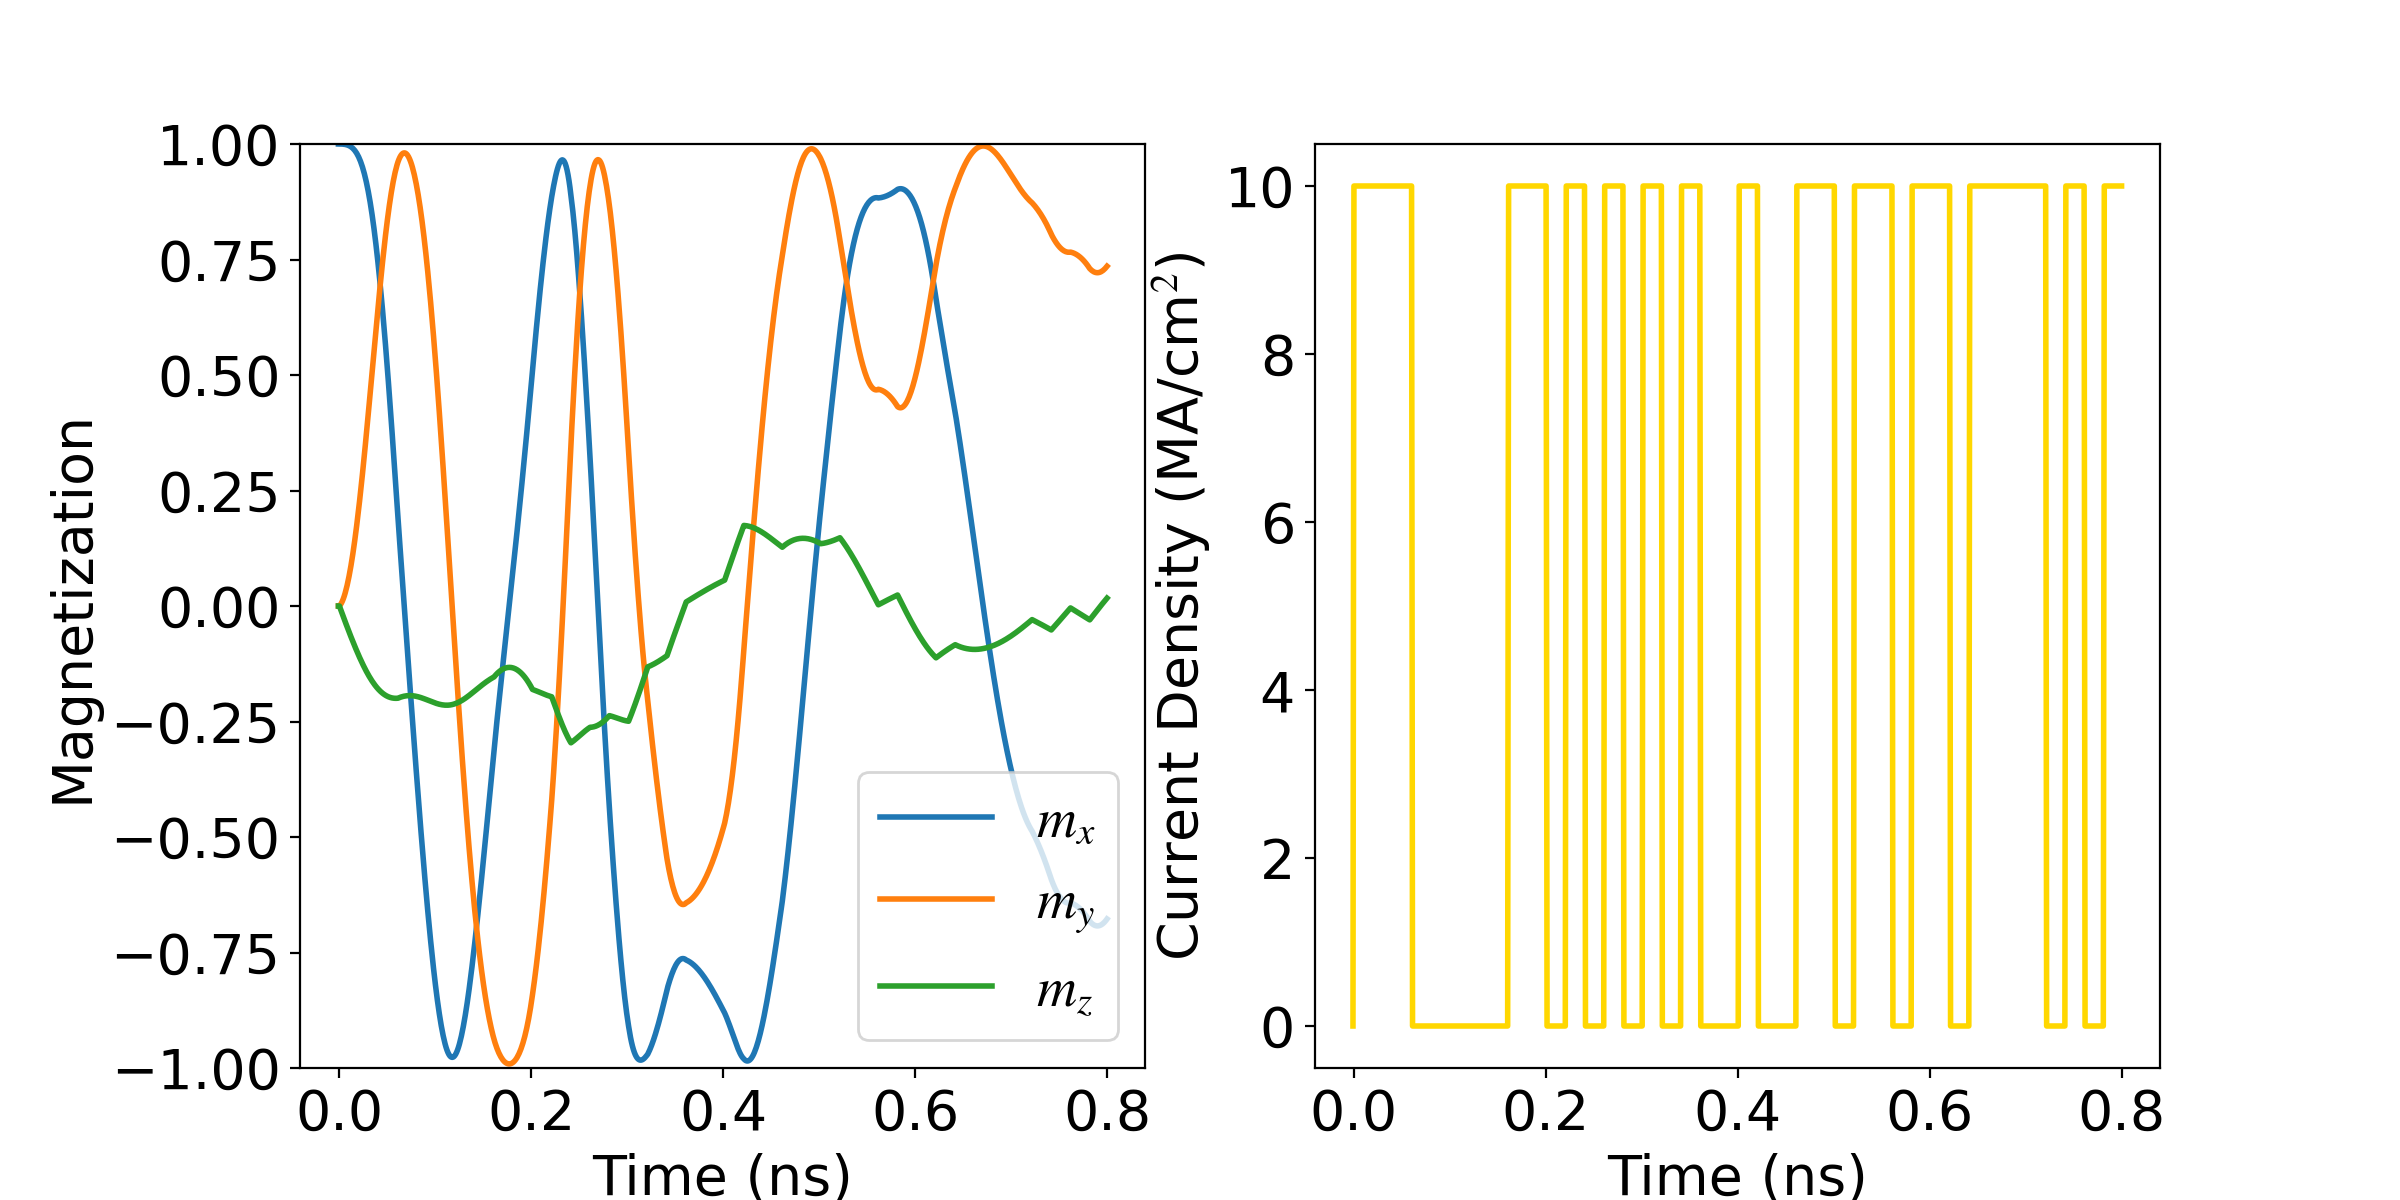 1.00
0.75
0.50
0.25
0.00
−0.25
−0.50
−0.75
−1.00
Magnetization
0.0 0.2 0.4 0.6 0.8
Time (ns)
m_x
m_y
m_z
10
8
6
4
2
0
Current Density (MA/cm²)
0.0 0.2 0.4 0.6 0.8
Time (ns)